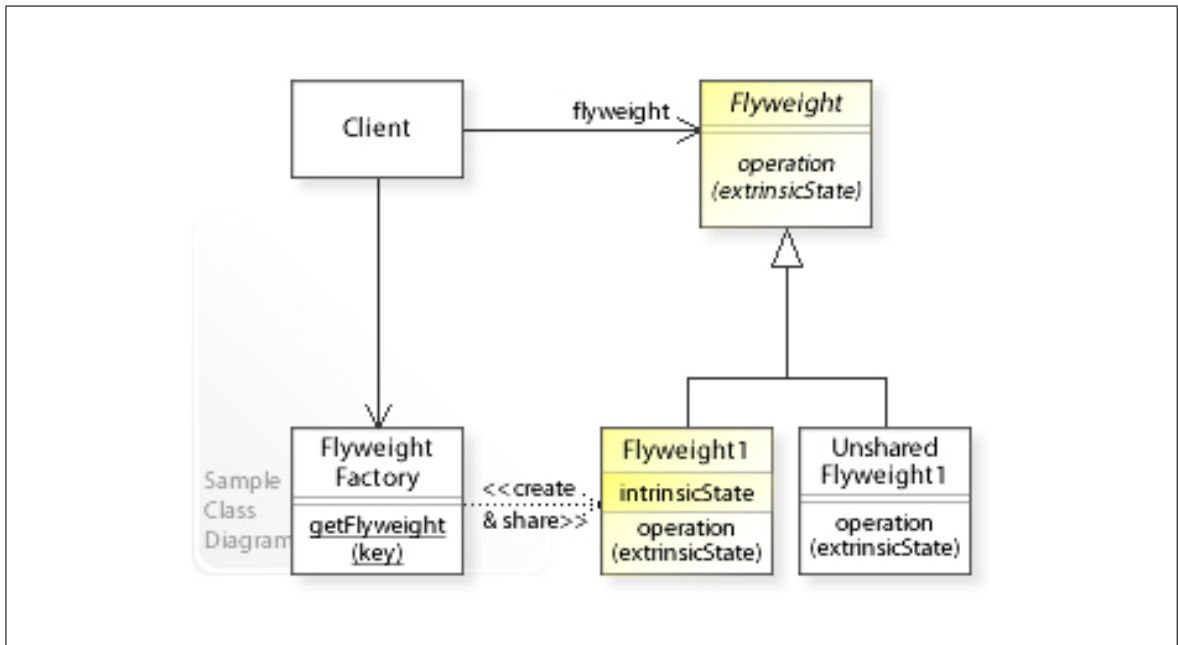 Client
flyweight
Flyweight
operation
(extrinsicState)
Sample
Class
Diagram
Flyweight
Factory
getFlyweight
(key)
<<create
& share>>
Flyweight1
intrinsicState
operation
(extrinsicState)
Unshared
Flyweight1
operation
(extrinsicState)